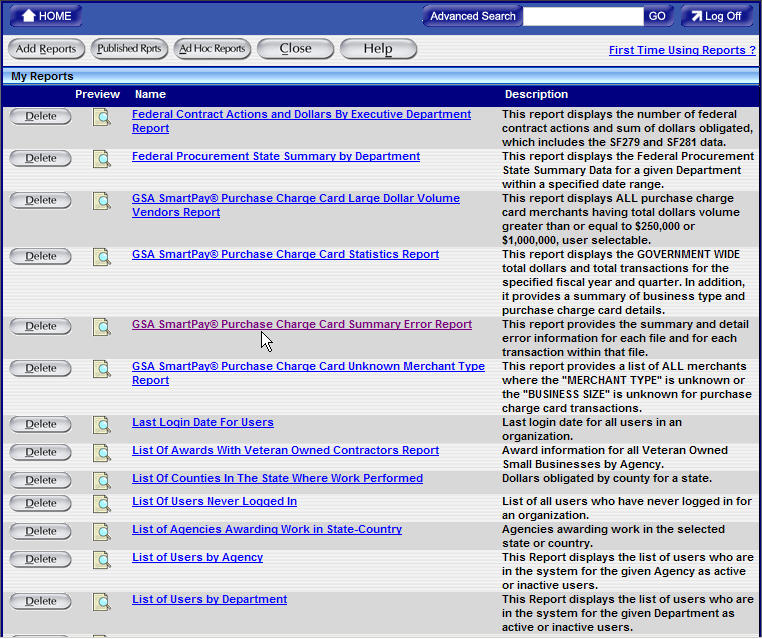 HOME Advanced Search GO Log Off
Add Reports Published Rprts Ad Hoc Reports Close Help First Time Using Reports ?
My Reports
Preview Name Description
Delete Federal Contract Actions and Dollars By Executive Department This report displays the number of federal
Report contract actions and sum of dollars obligated,
which includes the SF279 and SF281 data.
Delete Federal Procurement State Summary by Department This report displays the Federal Procurement
State Summary Data for a given Department
within a specified date range.
Delete GSA SmartPay® Purchase Charge Card Large Dollar Volume This report displays ALL purchase charge
Vendors Report card merchants having total dollars volume
greater than or equal to $250,000 or
$1,000,000, user selectable.
Delete GSA SmartPay® Purchase Charge Card Statistics Report This report displays the GOVERNMENT WIDE
total dollars and total transactions for the
specified fiscal year and quarter. In addition,
it provides a summary of business type and
purchase charge card details.
Delete GSA SmartPay® Purchase Charge Card Summary Error Report This report provides the summary and detail
error information for each file and for each
transaction within that file.
Delete GSA SmartPay® Purchase Charge Card Unknown Merchant Type This report provides a list of ALL merchants
Report where the "MERCHANT TYPE" is unknown or
the "BUSINESS SIZE" is unknown for purchase
charge card transactions.
Delete Last Login Date For Users Last login date for all users in an
organization.
Delete List Of Awards With Veteran Owned Contractors Report Award information for all Veteran Owned
Small Businesses by Agency.
Delete List Of Counties In The State Where Work Performed Dollars obligated by county for a state.
Delete List Of Users Never Logged In List of all users who have never logged in for
an organization.
Delete List of Agencies Awarding Work in State-Country Agencies awarding work in the selected
state or country.
Delete List of Users by Agency This Report displays the list of users who are
in the system for the given Agency as active
or inactive users.
Delete List of Users by Department This Report displays the list of users who are
in the system for the given Department as
active or inactive users.